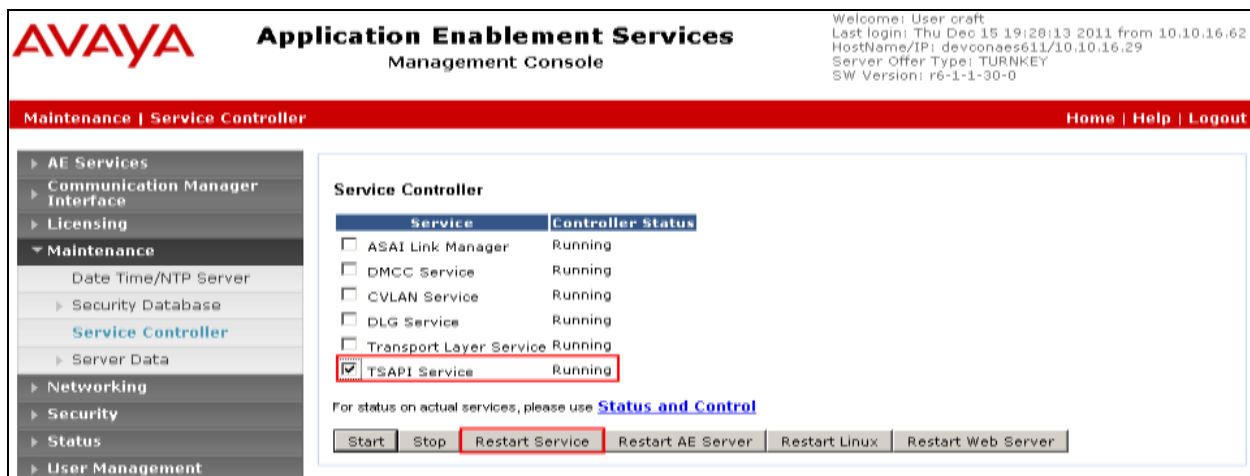 AVAYA
Application Enablement Services
Management Console
Welcome: User craft
Last login: Thu Dec 15 19:28:13 2011 from 10.10.16.62
HostName/IP: devconaes611/10.10.16.29
Server Offer Type: TURNKEY
SW Version: r6-1-1-30-0
Maintenance | Service Controller
Home | Help | Logout
AE Services
Communication Manager
Interface
Licensing
Maintenance
Date Time/NTP Server
Security Database
Service Controller
Server Data
Networking
Security
Status
User Management
Service Controller
Service Controller Status
ASAI Link Manager Running
DMCC Service Running
CVLAN Service Running
DLG Service Running
Transport Layer Service Running
TSAPI Service Running
For status on actual services, please use Status and Control
Start Stop Restart Service Restart AE Server Restart Linux Restart Web Server